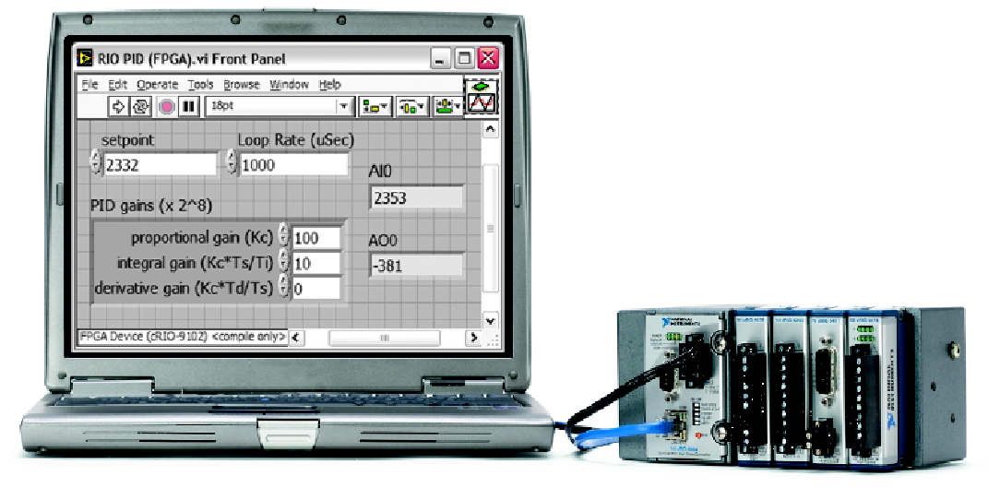 RIO PID (FPGA).vi Front Panel
File Edit Operate Tools Browse Window Help
18pt
setpoint
2332
Loop Rate (uSec)
1000
AI0
2353
PID gains (x 2^8)
proportional gain (Kc) 100
integral gain (Kc*Ts/Ti) 10
derivative gain (Kc*Td/Ts) 0
AO0
-381
FPGA Device (cRIO-9102) <compile only>
NATIONAL
INSTRUMENTS